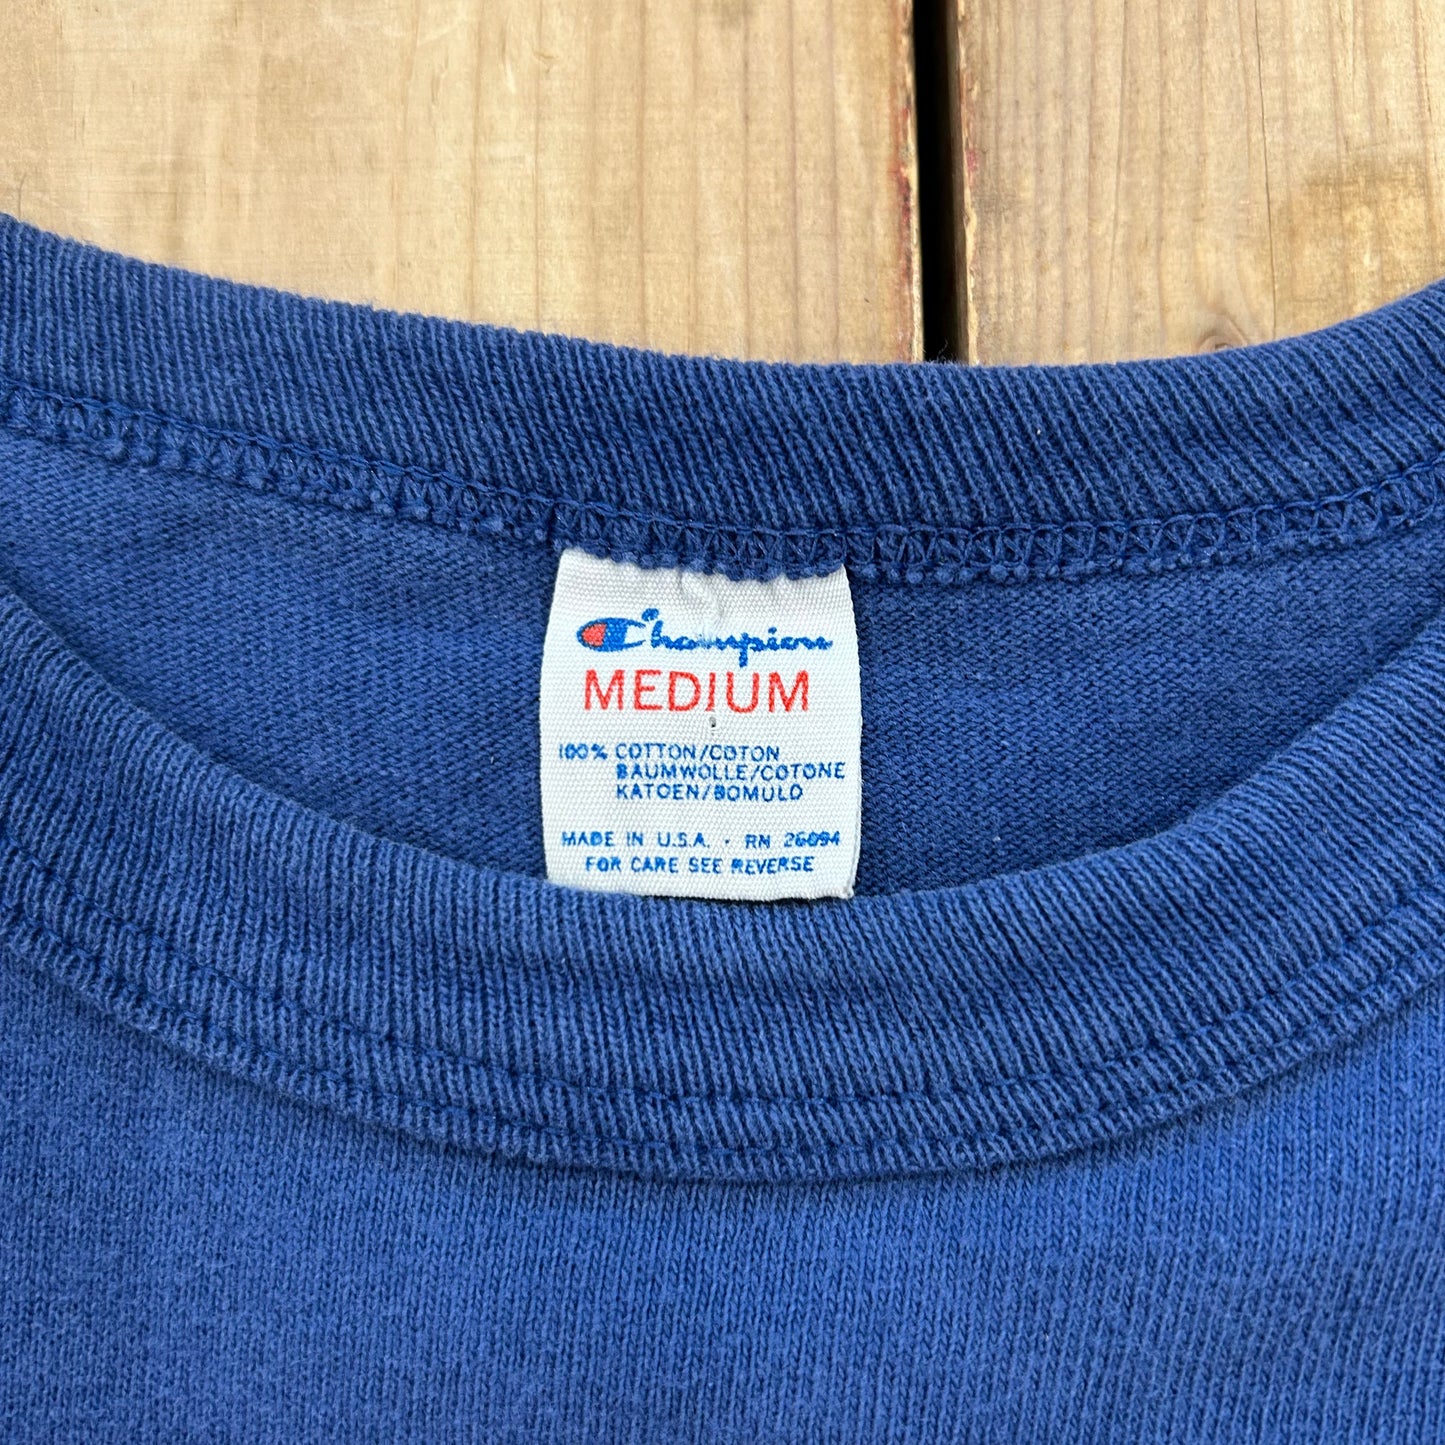 Champion
MEDIUM
100% COTTON/COTON
BAUMWOLLE/COTONE
KATOEN/BOMULD
MADE IN U.S.A. · RN 26094
FOR CARE SEE REVERSE